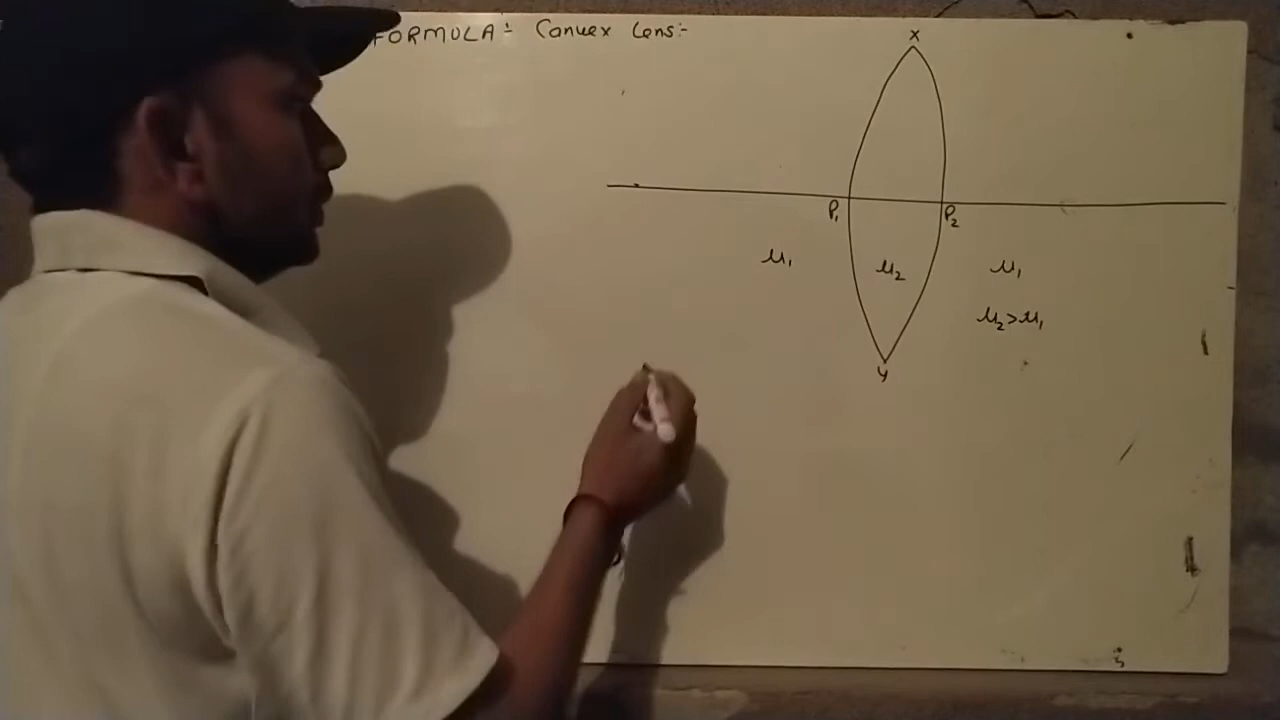 FORMULA:- Convex Lens:-
X
P₁ P₂
μ₁ μ₂ μ₁
μ₂>μ₁
y